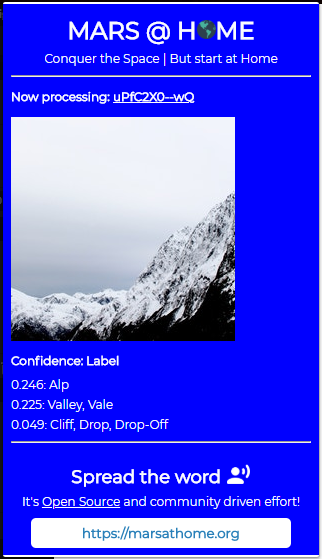 MARS @ H🌎ME
Conquer the Space | But start at Home
Now processing: uPfC2X0--wQ
Confidence: Label
0.246: Alp
0.225: Valley, Vale
0.049: Cliff, Drop, Drop-Off
Spread the word
It's Open Source and community driven effort!
https://marsathome.org